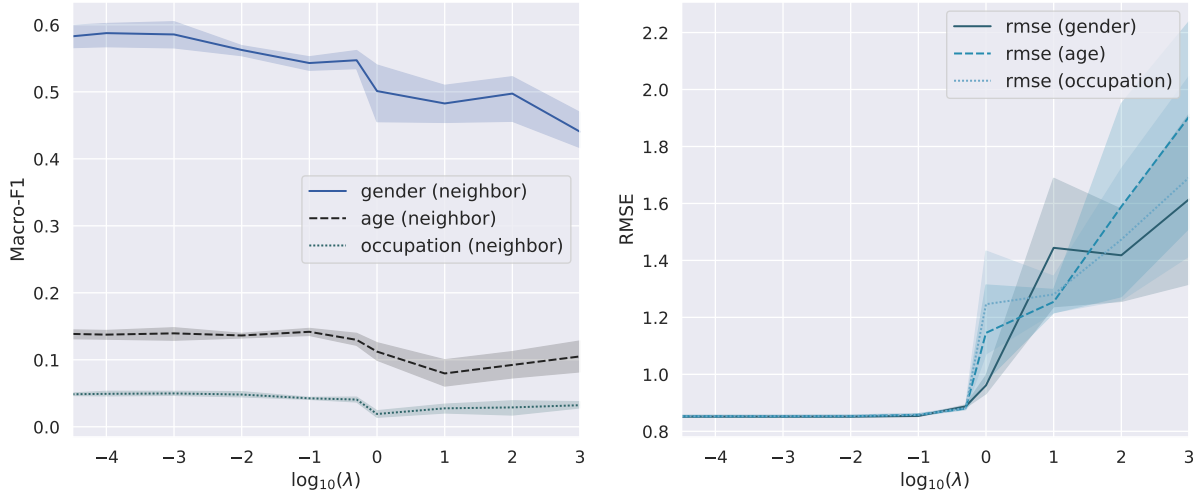 0.6
0.5
0.4
0.3
0.2
0.1
0.0
Macro-F1
gender (neighbor)
age (neighbor)
occupation (neighbor)
−4 −3 −2 −1 0 1 2 3
log10(λ)
2.2
2.0
1.8
1.6
1.4
1.2
1.0
0.8
RMSE
rmse (gender)
rmse (age)
rmse (occupation)
−4 −3 −2 −1 0 1 2 3
log10(λ)